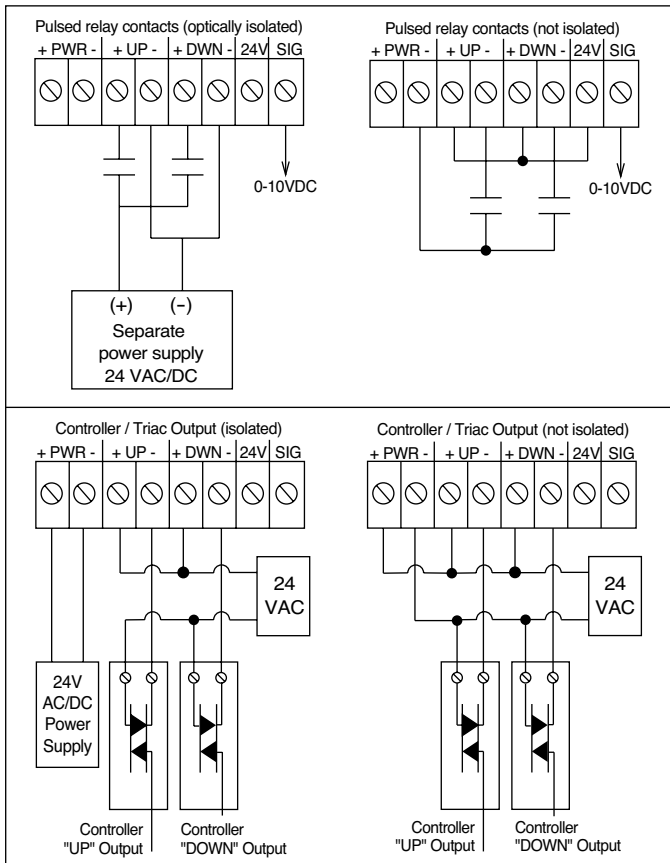 Pulsed relay contacts (optically isolated)
+ PWR - + UP - + DWN - 24V SIG
0-10VDC
(+) (−)
Separate
power supply
24 VAC/DC
Pulsed relay contacts (not isolated)
+ PWR - + UP - + DWN - 24V SIG
0-10VDC
Controller / Triac Output (isolated)
+ PWR - + UP - + DWN - 24V SIG
24
VAC
24V
AC/DC
Power
Supply
Controller
"UP" Output
Controller
"DOWN" Output
Controller / Triac Output (not isolated)
+ PWR - + UP - + DWN - 24V SIG
24
VAC
Controller
"UP" Output
Controller
"DOWN" Output